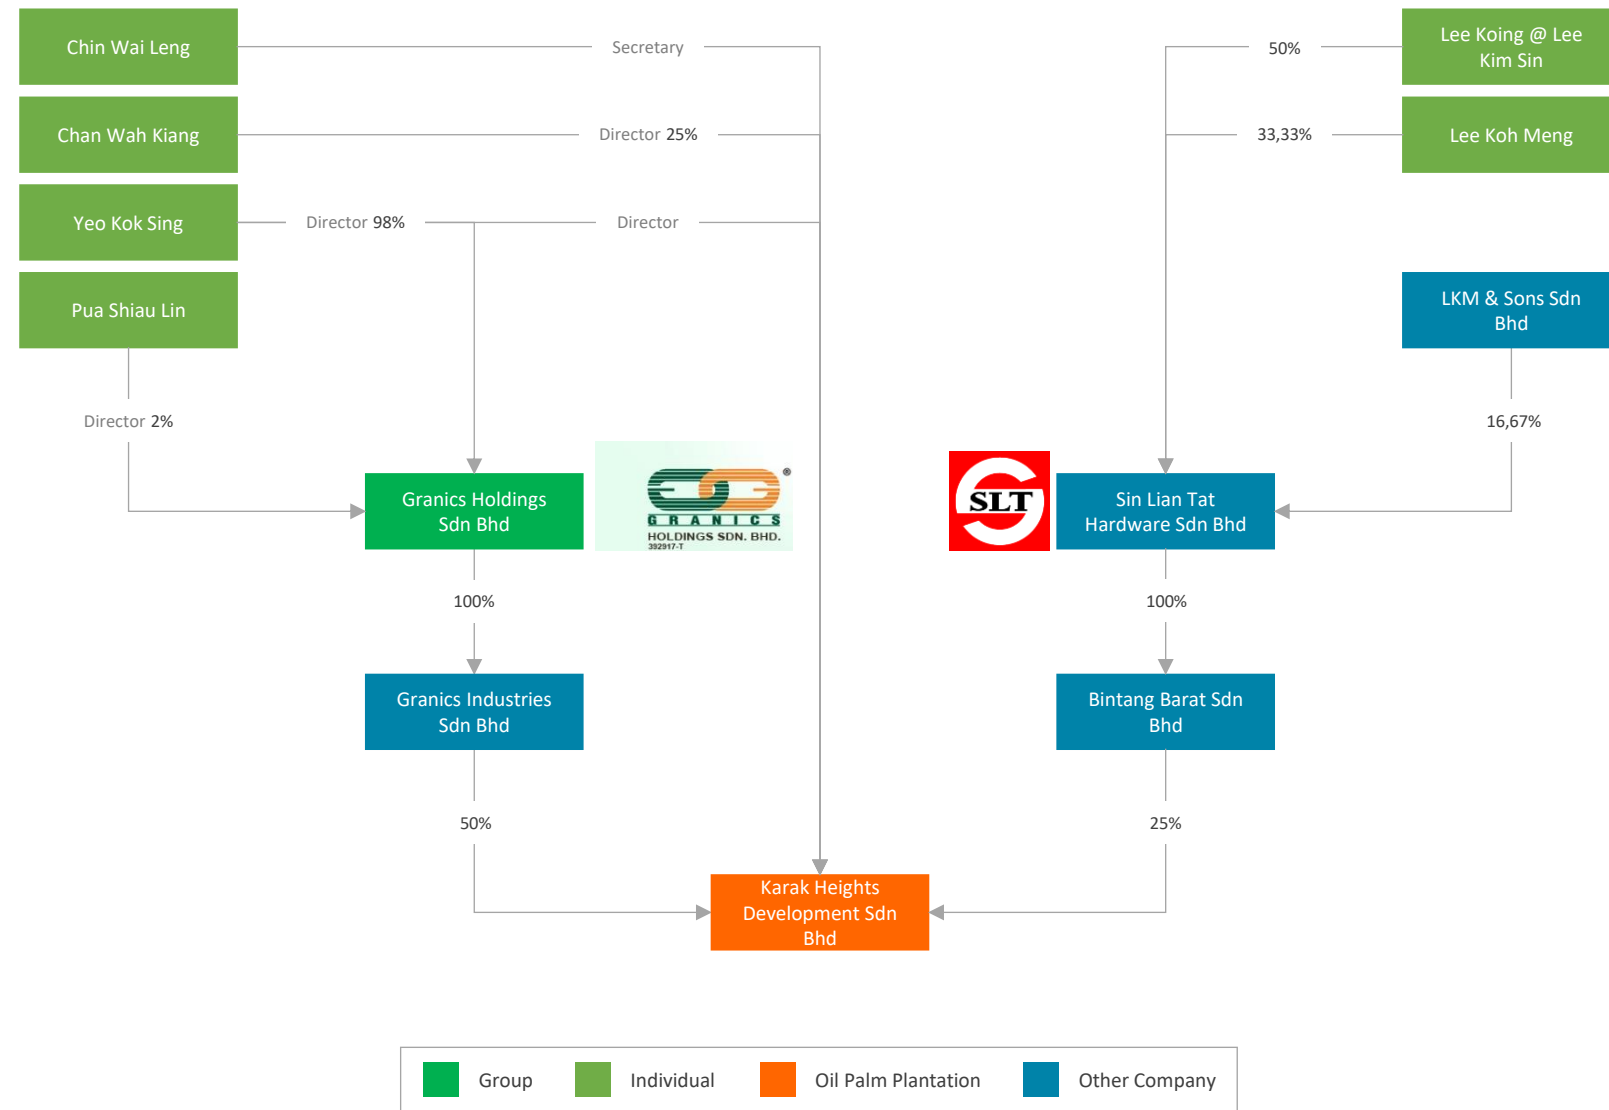 Chin Wai Leng
Secretary
50%
Lee Koing @ Lee
Kim Sin
Chan Wah Kiang
Director 25%
33,33%
Lee Koh Meng
Yeo Kok Sing
Director 98%
Director
Pua Shiau Lin
LKM & Sons Sdn
Bhd
Director 2%
16,67%
Granics Holdings
Sdn Bhd
®
GRANICS
HOLDINGS SDN. BHD.
392917-T
SLT
Sin Lian Tat
Hardware Sdn Bhd
100%
100%
Granics Industries
Sdn Bhd
Bintang Barat Sdn
Bhd
50%
25%
Karak Heights
Development Sdn
Bhd
Group
Individual
Oil Palm Plantation
Other Company